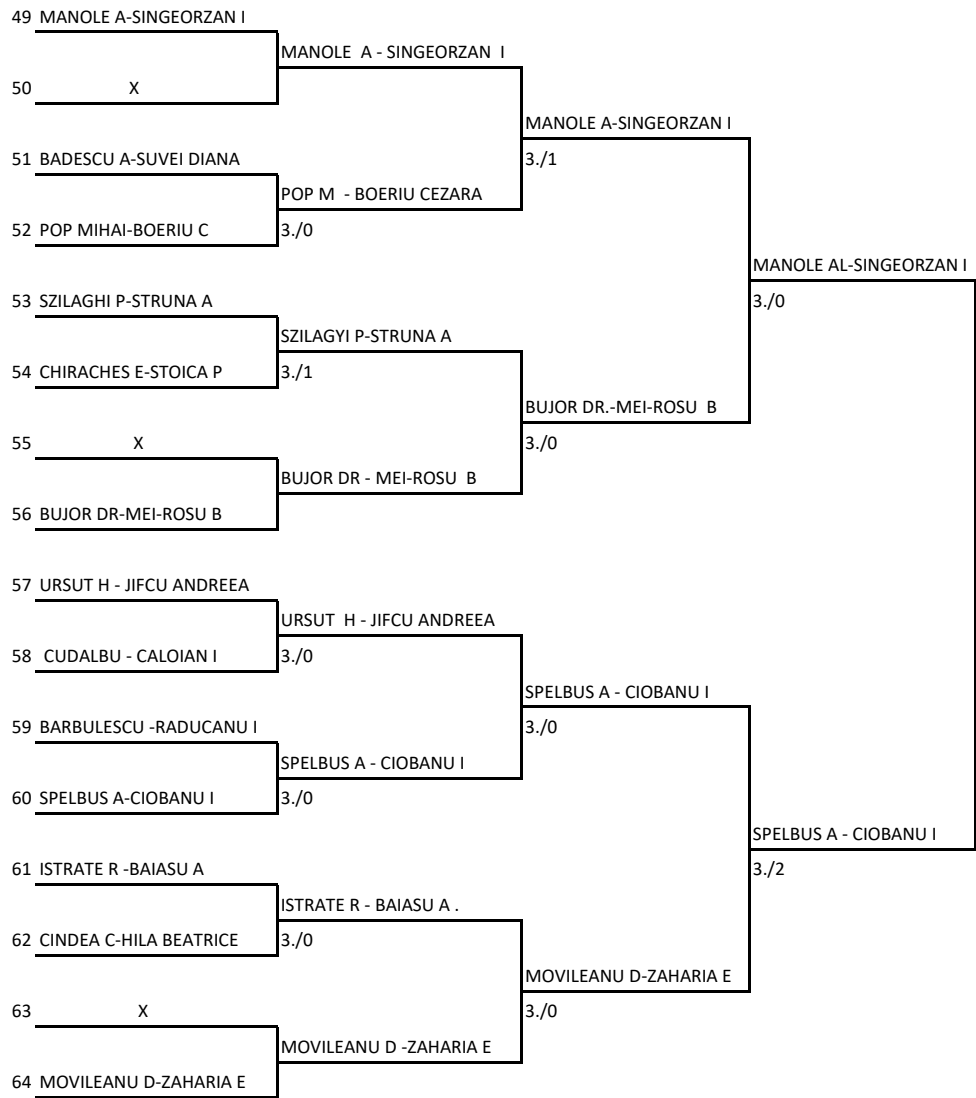 49 MANOLE A-SINGEORZAN I
MANOLE A - SINGEORZAN I
50 X
MANOLE A-SINGEORZAN I
51 BADESCU A-SUVEI DIANA
3./1
POP M - BOERIU CEZARA
52 POP MIHAI-BOERIU C
3./0
MANOLE AL-SINGEORZAN I
53 SZILAGHI P-STRUNA A
3./0
SZILAGYI P-STRUNA A
54 CHIRACHES E-STOICA P
3./1
BUJOR DR.-MEI-ROSU B
55 X
3./0
BUJOR DR - MEI-ROSU B
56 BUJOR DR-MEI-ROSU B
57 URSUT H - JIFCU ANDREEA
URSUT H - JIFCU ANDREEA
58 CUDALBU - CALOIAN I
3./0
SPELBUS A - CIOBANU I
59 BARBULESCU -RADUCANU I
3./0
SPELBUS A - CIOBANU I
60 SPELBUS A-CIOBANU I
3./0
SPELBUS A - CIOBANU I
61 ISTRATE R -BAIASU A
3./2
ISTRATE R - BAIASU A .
62 CINDEA C-HILA BEATRICE
3./0
MOVILEANU D-ZAHARIA E
63 X
3./0
MOVILEANU D -ZAHARIA E
64 MOVILEANU D-ZAHARIA E